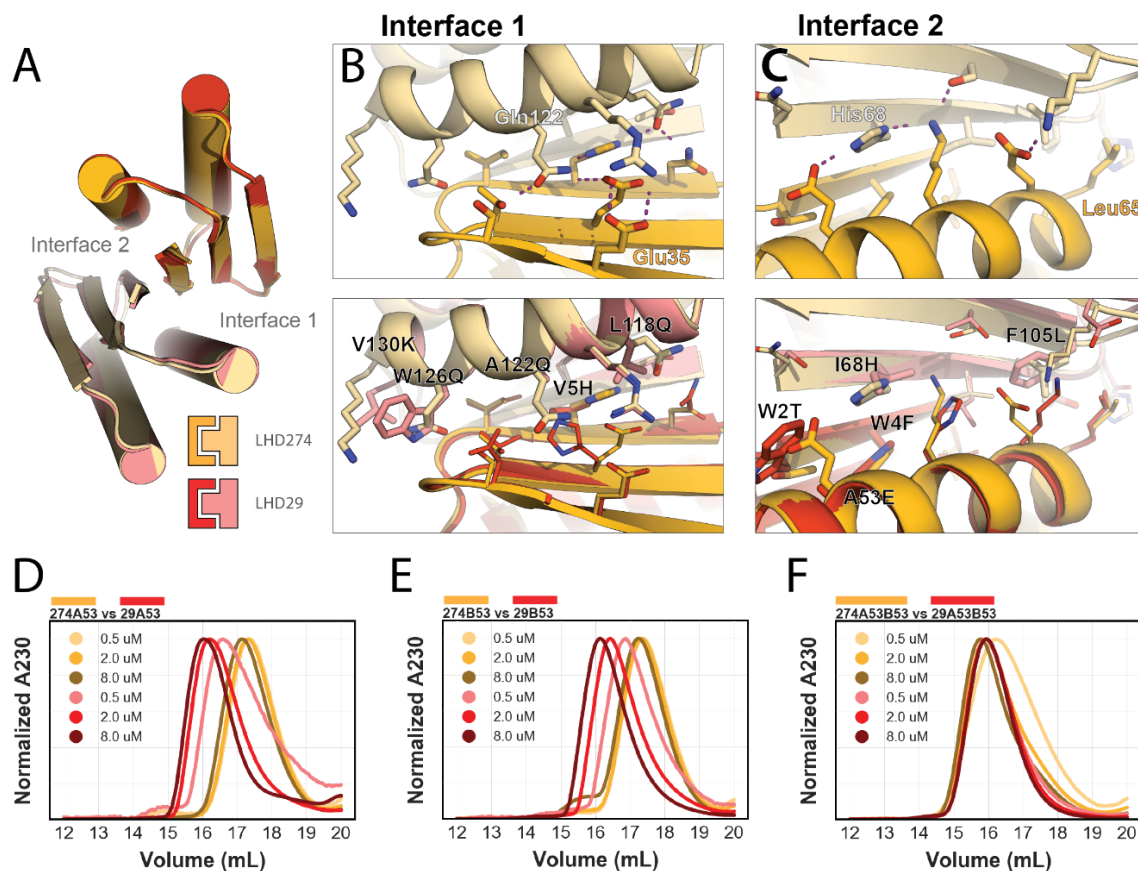 Interface 1
Interface 2
A
Interface 2
Interface 1
LHD274
LHD29
B
Gln122
Glu35
C
His68
Leu65
L118Q
V130K
A122Q
W126Q
V5H
F105L
I68H
W2T
W4F
A53E
D
274A53 vs 29A53
0.5 uM
2.0 uM
8.0 uM
0.5 uM
2.0 uM
8.0 uM
Normalized A230
12 13 14 15 16 17 18 19 20
Volume (mL)
E
274B53 vs 29B53
0.5 uM
2.0 uM
8.0 uM
0.5 uM
2.0 uM
8.0 uM
Normalized A230
12 13 14 15 16 17 18 19 20
Volume (mL)
F
274A53B53 vs 29A53B53
0.5 uM
2.0 uM
8.0 uM
0.5 uM
2.0 uM
8.0 uM
Normalized A230
12 13 14 15 16 17 18 19 20
Volume (mL)